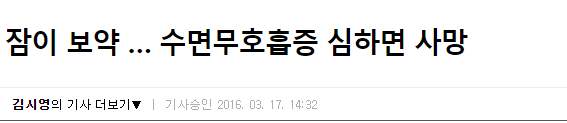 잠이 보약 ... 수면무호흡증 심하면 사망
김시영의 기사 더보기▼ | 기사승인 2016. 03. 17. 14:32